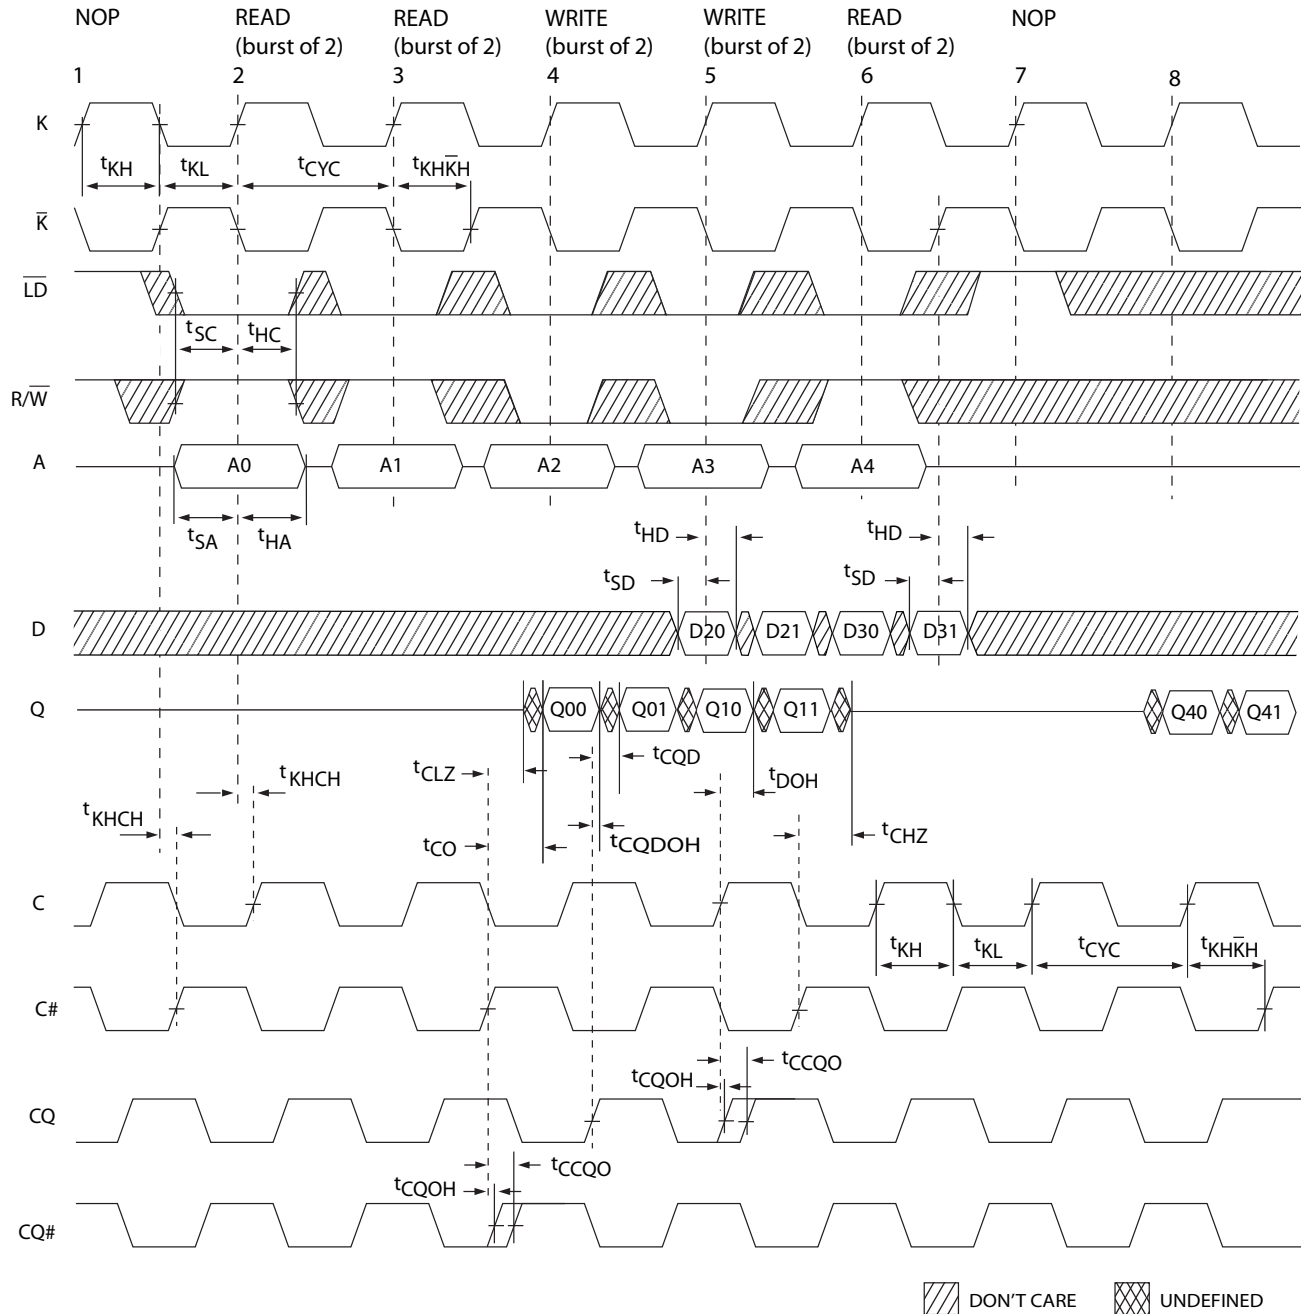 NOP READ READ WRITE WRITE READ NOP
(burst of 2) (burst of 2) (burst of 2) (burst of 2) (burst of 2)
1 2 3 4 5 6 7 8
K
tKH tKL tCYC tKHK̅H
K̅
L̅D̅
tSC tHC
R/W̅
A A0 A1 A2 A3 A4
tSA tHA tHD tHD
tSD tSD
D D20 D21 D30 D31
Q Q00 Q01 Q10 Q11 Q40 Q41
tCLZ tKHCH tCQD tDOH
tKHCH tCO tCQDOH tCHZ
C
tKH tKL tCYC tKHK̅H
C#
tCQOH tCCQO
CQ
tCQOH tCCQO
CQ#
DON'T CARE UNDEFINED